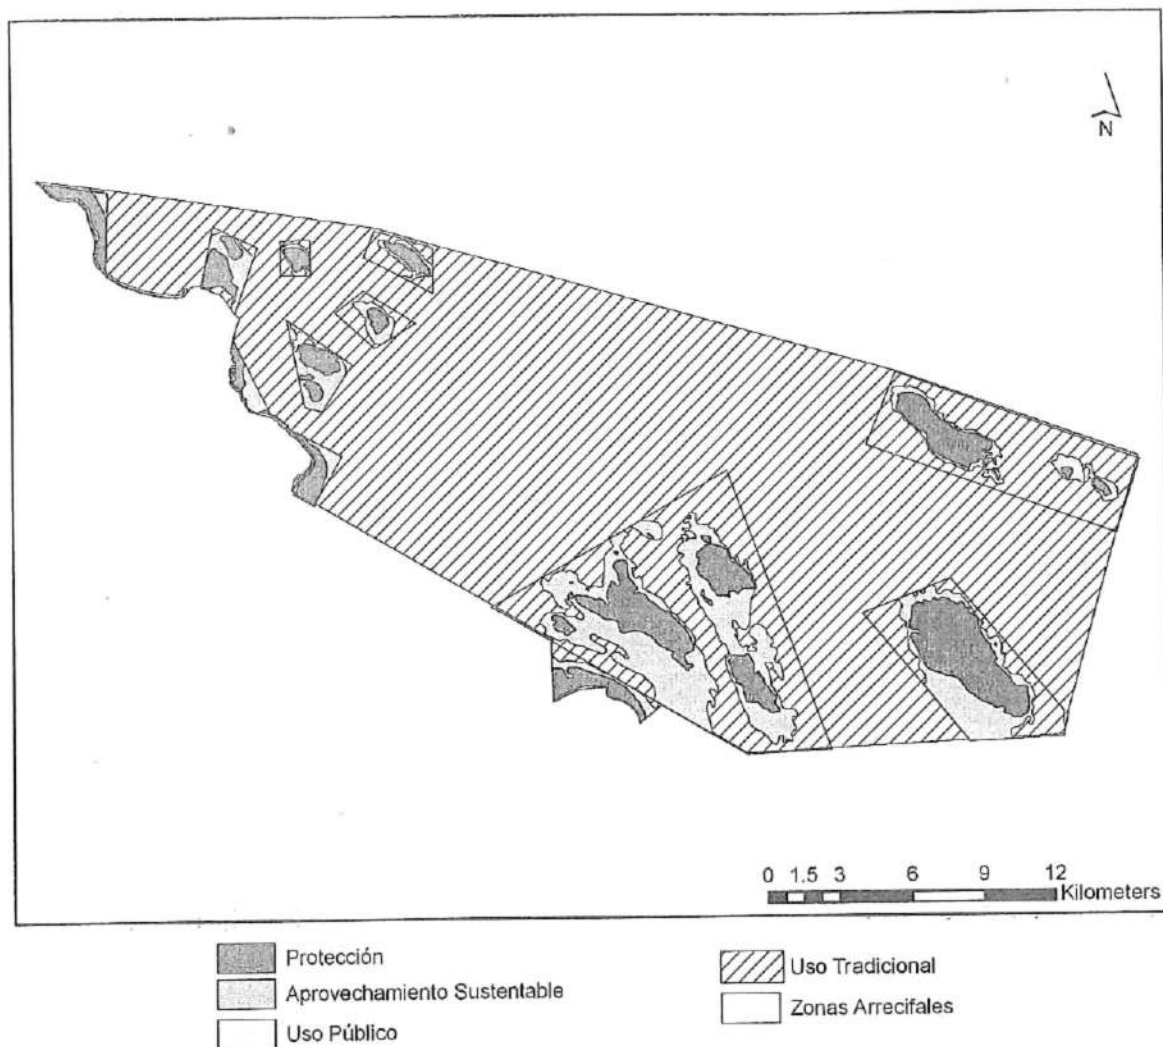 N
0 1.5 3 6 9 12
Kilometers
Protección
Aprovechamiento Sustentable
Uso Público
Uso Tradicional
Zonas Arrecifales